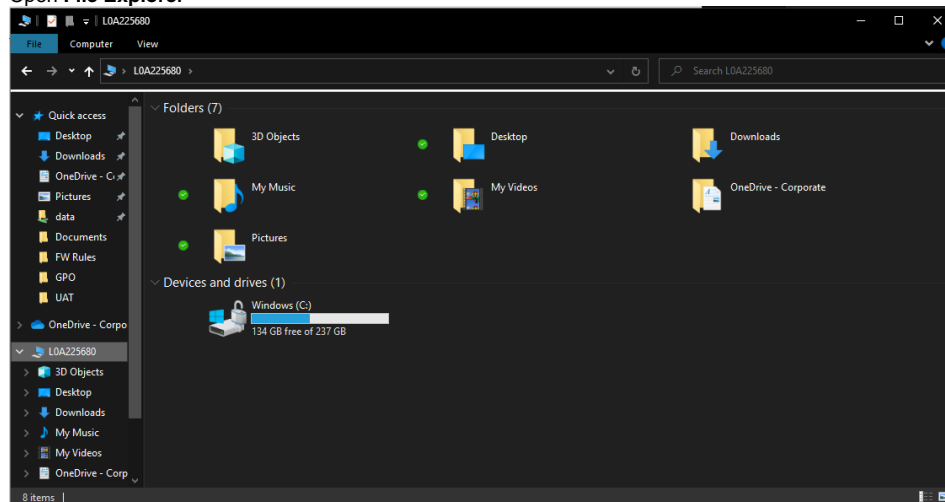 Open File Explorer
L0A225680
File Computer View
L0A225680
Search L0A225680
Quick access
Desktop
Downloads
OneDrive - Co
Pictures
data
Documents
FW Rules
GPO
UAT
OneDrive - Corpo
L0A225680
3D Objects
Desktop
Downloads
My Music
My Videos
OneDrive - Corp
Folders (7)
3D Objects
Desktop
Downloads
My Music
My Videos
OneDrive - Corporate
Pictures
Devices and drives (1)
Windows (C:)
134 GB free of 237 GB
8 items